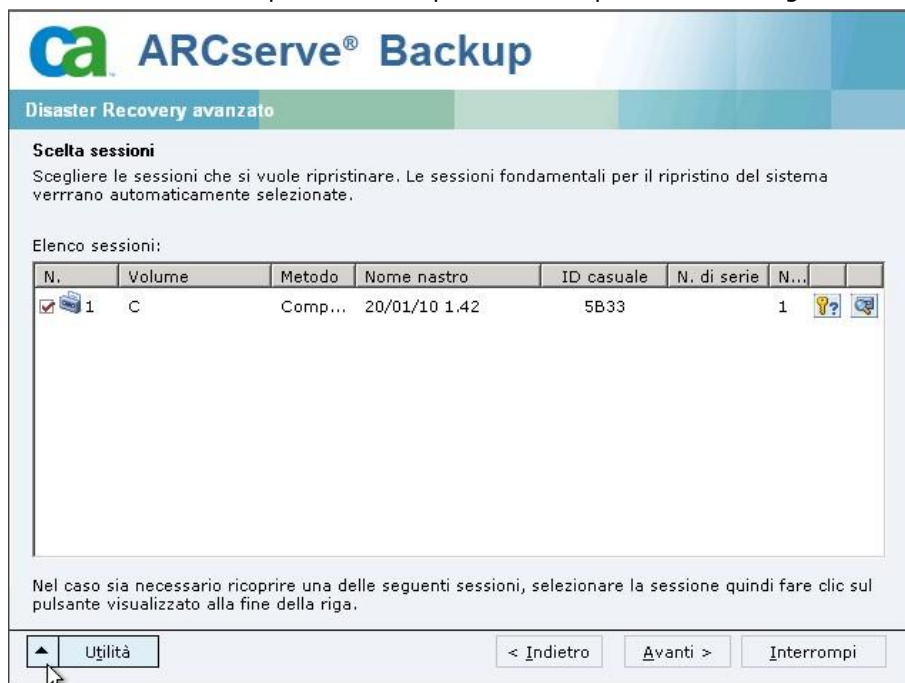 ca ARCserve® Backup
Disaster Recovery avanzato
Scelta sessioni
Scegliere le sessioni che si vuole ripristinare. Le sessioni fondamentali per il ripristino del sistema
verrrano automaticamente selezionate.
Elenco sessioni:
N. Volume Metodo Nome nastro ID casuale N. di serie N...
1 C Comp... 20/01/10 1.42 5B33 1
Nel caso sia necessario ricoprire una delle seguenti sessioni, selezionare la sessione quindi fare clic sul
pulsante visualizzato alla fine della riga.
Utilità < Indietro Avanti > Interrompi